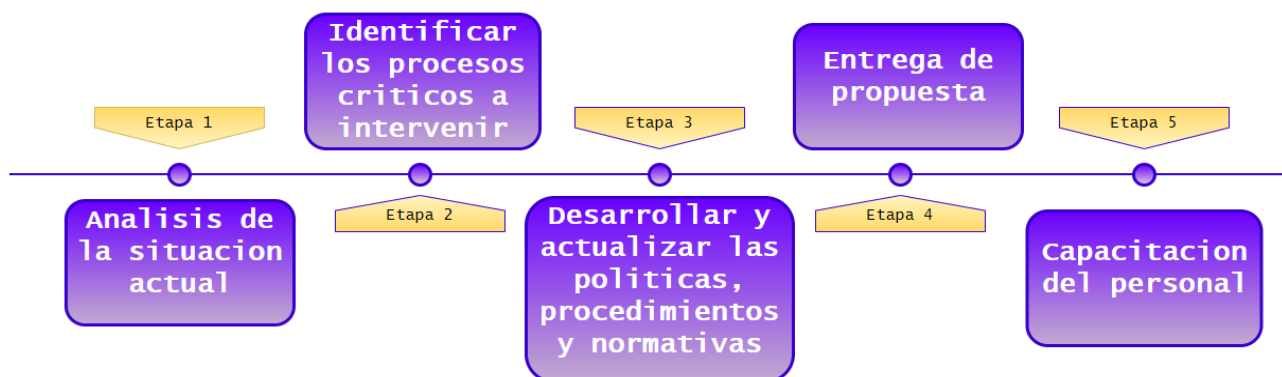 Etapa 1
Analisis de
la situacion
actual
Identificar
los procesos
criticos a
intervenir
Etapa 2
Etapa 3
Desarrollar y
actualizar las
politicas,
procedimientos
y normativas
Entrega de
propuesta
Etapa 4
Etapa 5
Capacitacion
del personal